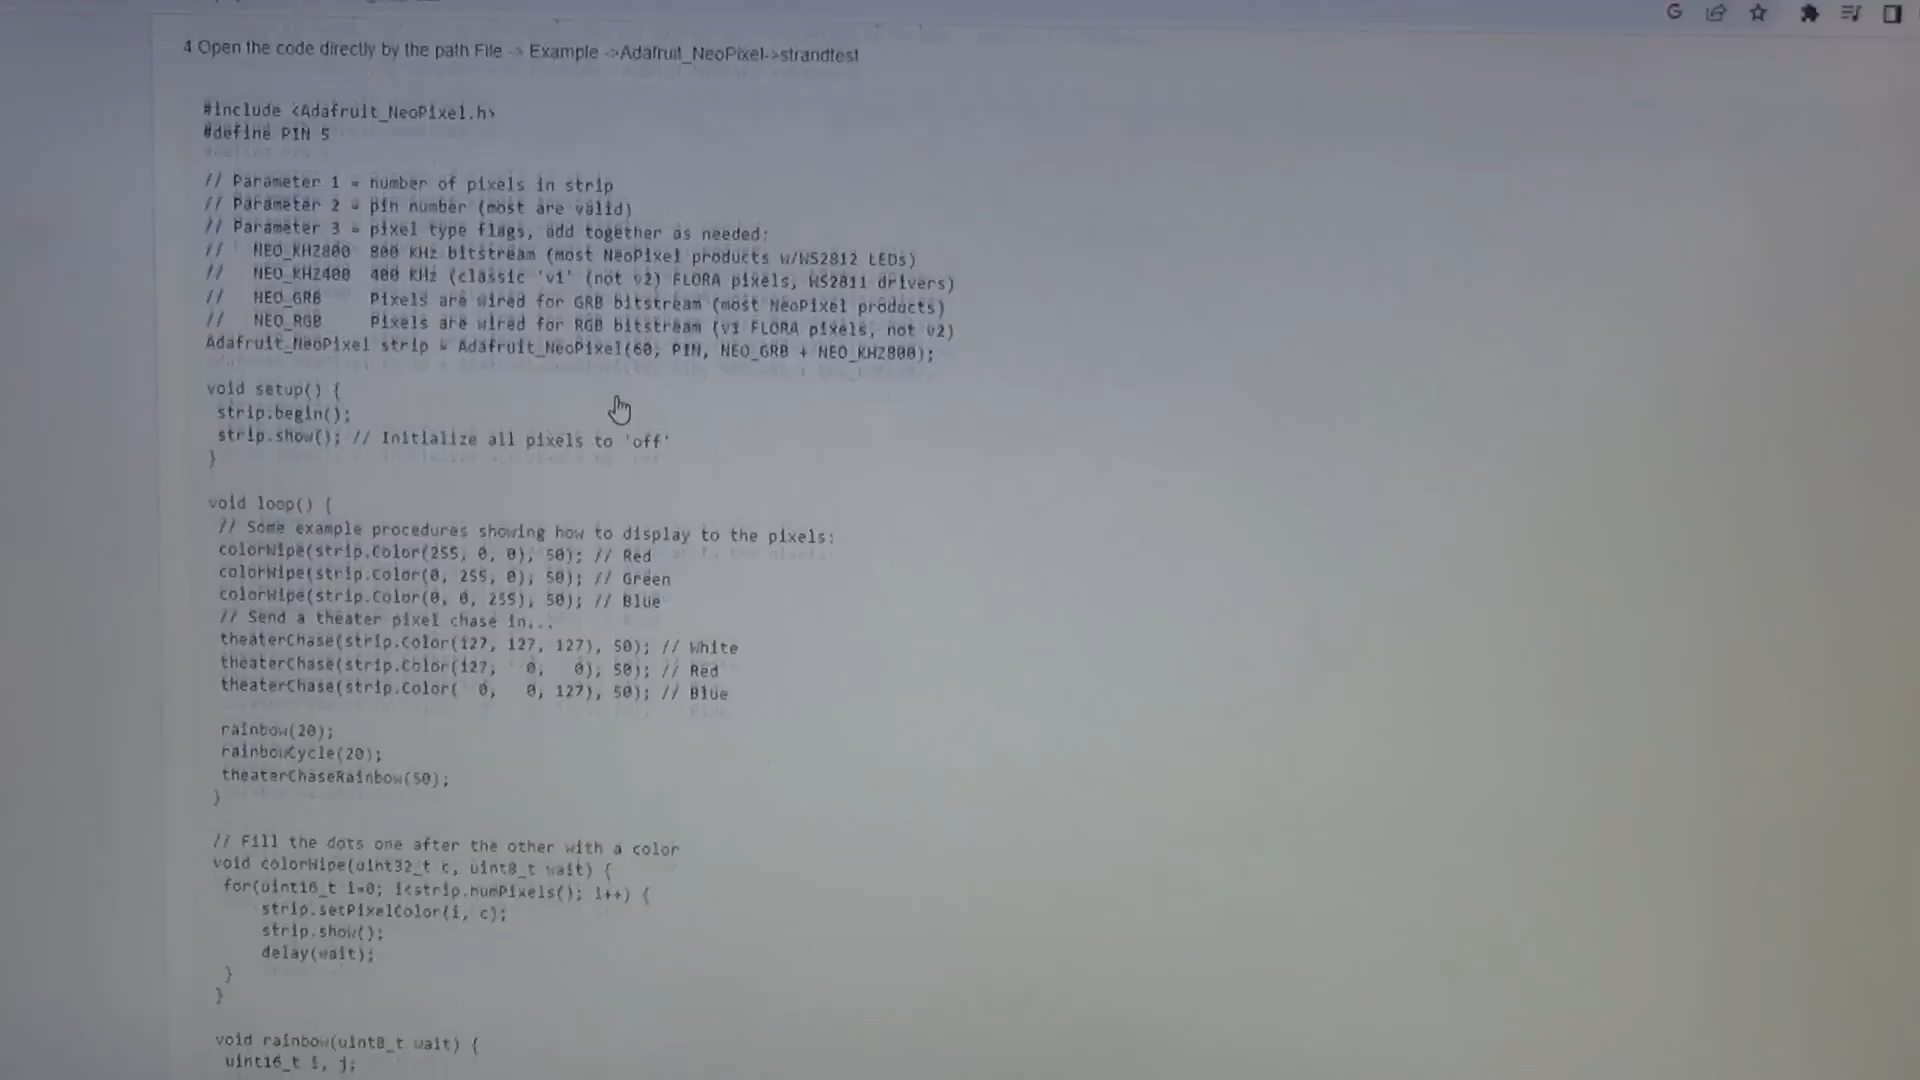 4 Open the code directly by the path File -> Example ->Adafruit_NeoPixel->strandtest
#include <Adafruit_NeoPixel.h>
#define PIN 5
// Parameter 1 = number of pixels in strip
// Parameter 2 = pin number (most are valid)
// Parameter 3 = pixel type flags, add together as needed:
//   NEO_KHZ800  800 KHz bitstream (most NeoPixel products w/WS2812 LEDs)
//   NEO_KHZ400  400 KHz (classic 'v1' (not v2) FLORA pixels, WS2811 drivers)
//   NEO_GRB     Pixels are wired for GRB bitstream (most NeoPixel products)
//   NEO_RGB     Pixels are wired for RGB bitstream (v1 FLORA pixels, not v2)
Adafruit_NeoPixel strip = Adafruit_NeoPixel(60, PIN, NEO_GRB + NEO_KHZ800);
void setup() {
 strip.begin();
 strip.show(); // Initialize all pixels to 'off'
}
void loop() {
 // Some example procedures showing how to display to the pixels:
 colorWipe(strip.Color(255, 0, 0), 50); // Red
 colorWipe(strip.Color(0, 255, 0), 50); // Green
 colorWipe(strip.Color(0, 0, 255), 50); // Blue
 // Send a theater pixel chase in...
 theaterChase(strip.Color(127, 127, 127), 50); // White
 theaterChase(strip.Color(127,   0,   0), 50); // Red
 theaterChase(strip.Color(  0,   0, 127), 50); // Blue
 rainbow(20);
 rainbowCycle(20);
 theaterChaseRainbow(50);
}
// Fill the dots one after the other with a color
void colorWipe(uint32_t c, uint8_t wait) {
 for(uint16_t i=0; i<strip.numPixels(); i++) {
     strip.setPixelColor(i, c);
     strip.show();
     delay(wait);
 }
}
void rainbow(uint8_t wait) {
 uint16_t i, j;